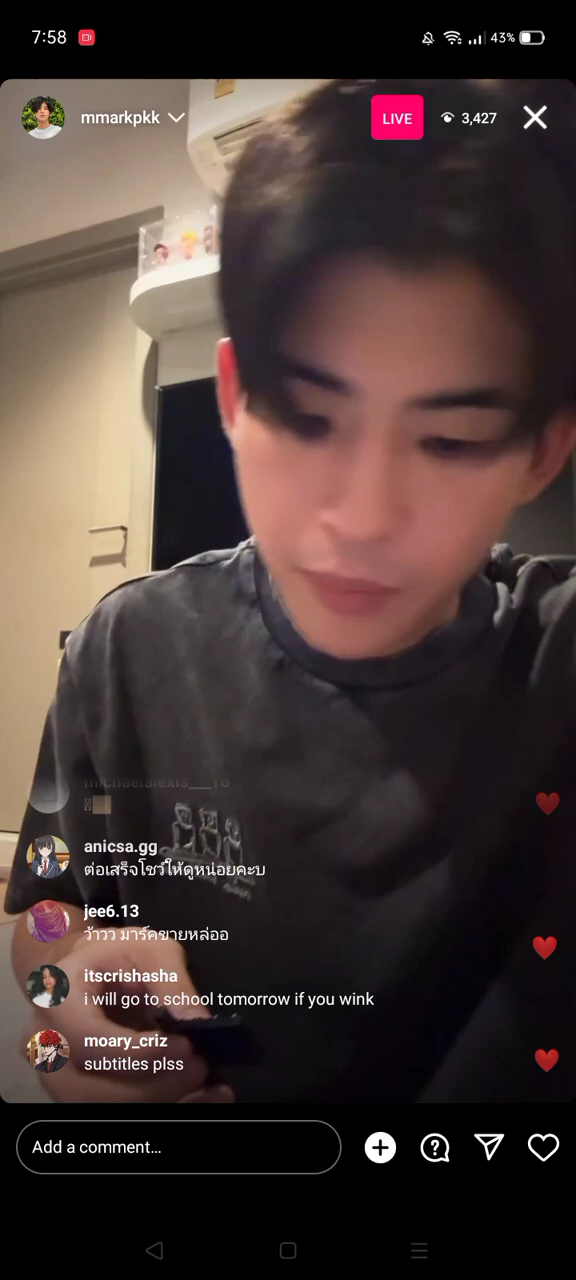 7:58
43%
mmarkpkk
LIVE
3,427
michaelalexis___16
anicsa.gg
ต่อเสร็จโชว์ให้ดูหน่อยคะบ
jee6.13
ว้าวว มาร์คขายหล่ออ
itscrishasha
i will go to school tomorrow if you wink
moary_criz
subtitles plss
Add a comment…